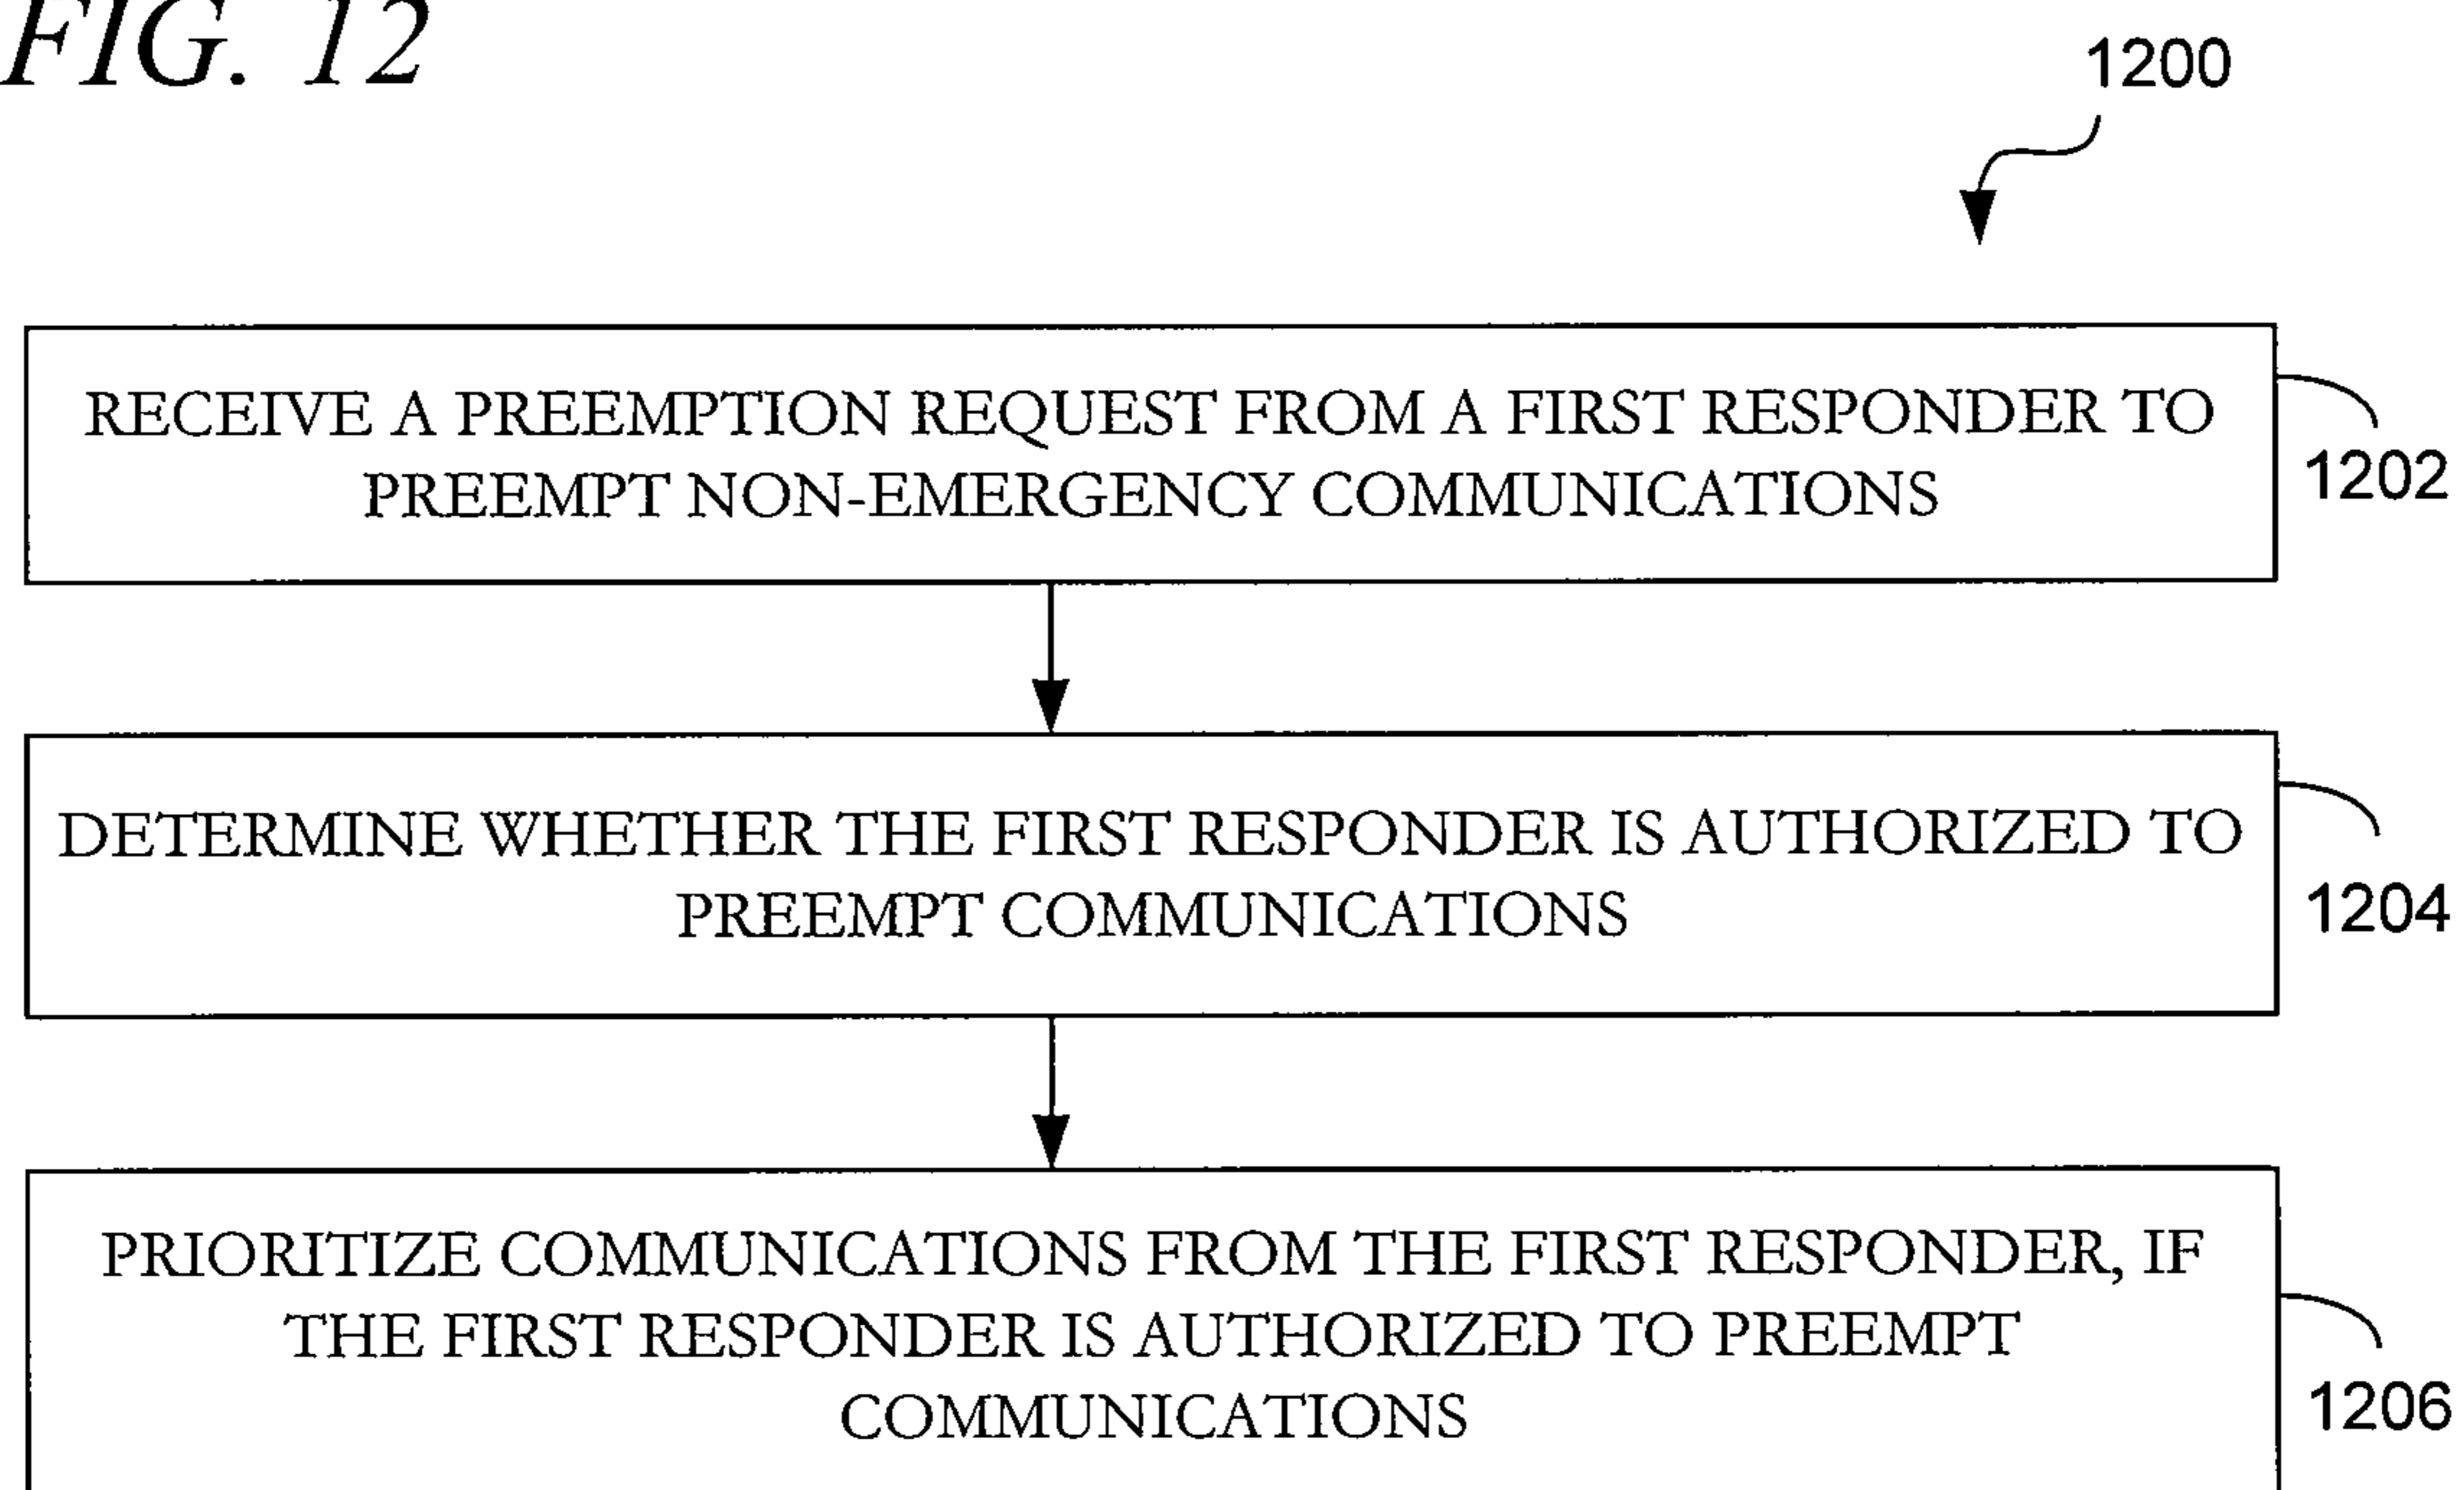 FIG. 12
1200
RECEIVE A PREEMPTION REQUEST FROM A FIRST RESPONDER TO
PREEMPT NON-EMERGENCY COMMUNICATIONS
1202
DETERMINE WHETHER THE FIRST RESPONDER IS AUTHORIZED TO
PREEMPT COMMUNICATIONS
1204
PRIORITIZE COMMUNICATIONS FROM THE FIRST RESPONDER, IF
THE FIRST RESPONDER IS AUTHORIZED TO PREEMPT
COMMUNICATIONS
1206